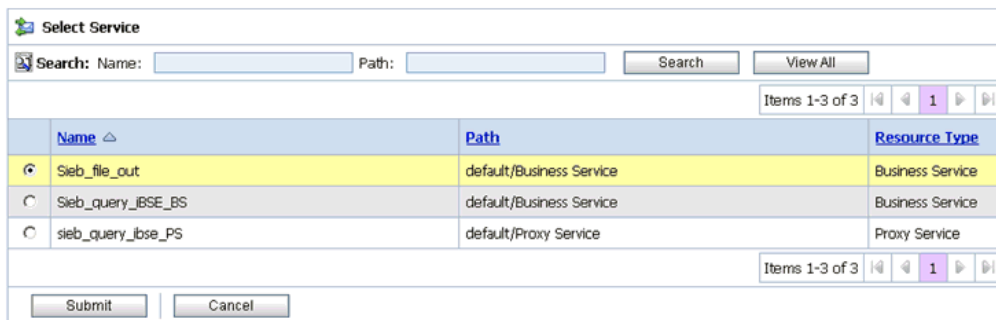 Select Service
Search: Name: Path: Search View All
Items 1-3 of 3 1
Name Path Resource Type
Sieb_file_out default/Business Service Business Service
Sieb_query_iBSE_BS default/Business Service Business Service
sieb_query_ibse_PS default/Proxy Service Proxy Service
Items 1-3 of 3 1
Submit Cancel